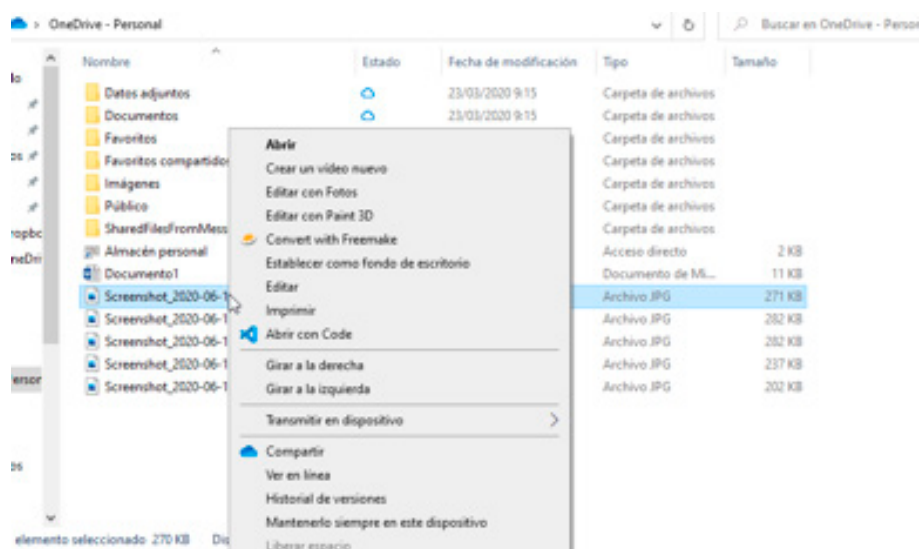 OneDrive - Personal
Buscar en OneDrive - Person
Nombre Estado Fecha de modificación Tipo Tamaño
Datos adjuntos 23/03/2020 9:15 Carpeta de archivos
Documentos 23/03/2020 9:15 Carpeta de archivos
Favoritos Carpeta de archivos
Favoritos compartidos Carpeta de archivos
Imágenes Carpeta de archivos
Público Carpeta de archivos
SharedFilesFromMess Carpeta de archivos
Almacén personal Acceso directo 2 KB
Documento1 Documento de Mi... 11 KB
Screenshot_2020-06-1 Archivo JPG 271 KB
Screenshot_2020-06-1 Archivo JPG 282 KB
Screenshot_2020-06-1 Archivo JPG 282 KB
Screenshot_2020-06-1 Archivo JPG 237 KB
Screenshot_2020-06-1 Archivo JPG 202 KB
Abrir
Crear un vídeo nuevo
Editar con Fotos
Editar con Paint 3D
Convert with Freemake
Establecer como fondo de escritorio
Editar
Imprimir
Abrir con Code
Girar a la derecha
Girar a la izquierda
Transmitir en dispositivo
Compartir
Ver en línea
Historial de versiones
Mantenerlo siempre en este dispositivo
Liberar espacio
elemento seleccionado 270 KB